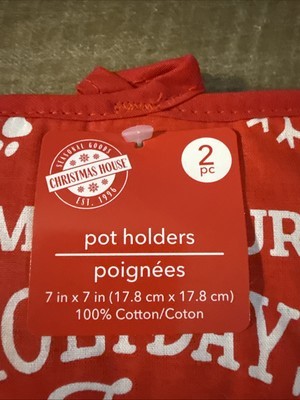 SEASONAL GOODS
CHRISTMAS HOUSE
EST. 1996
2
pc
pot holders
poignées
7 in x 7 in (17.8 cm x 17.8 cm)
100% Cotton/Coton